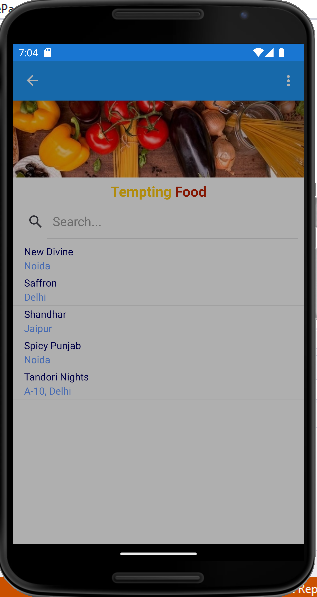 Pa
7:04
Tempting Food
Search...
New Divine
Noida
Saffron
Delhi
Shandhar
Jaipur
Spicy Punjab
Noida
Tandori Nights
A-10, Delhi
Rep